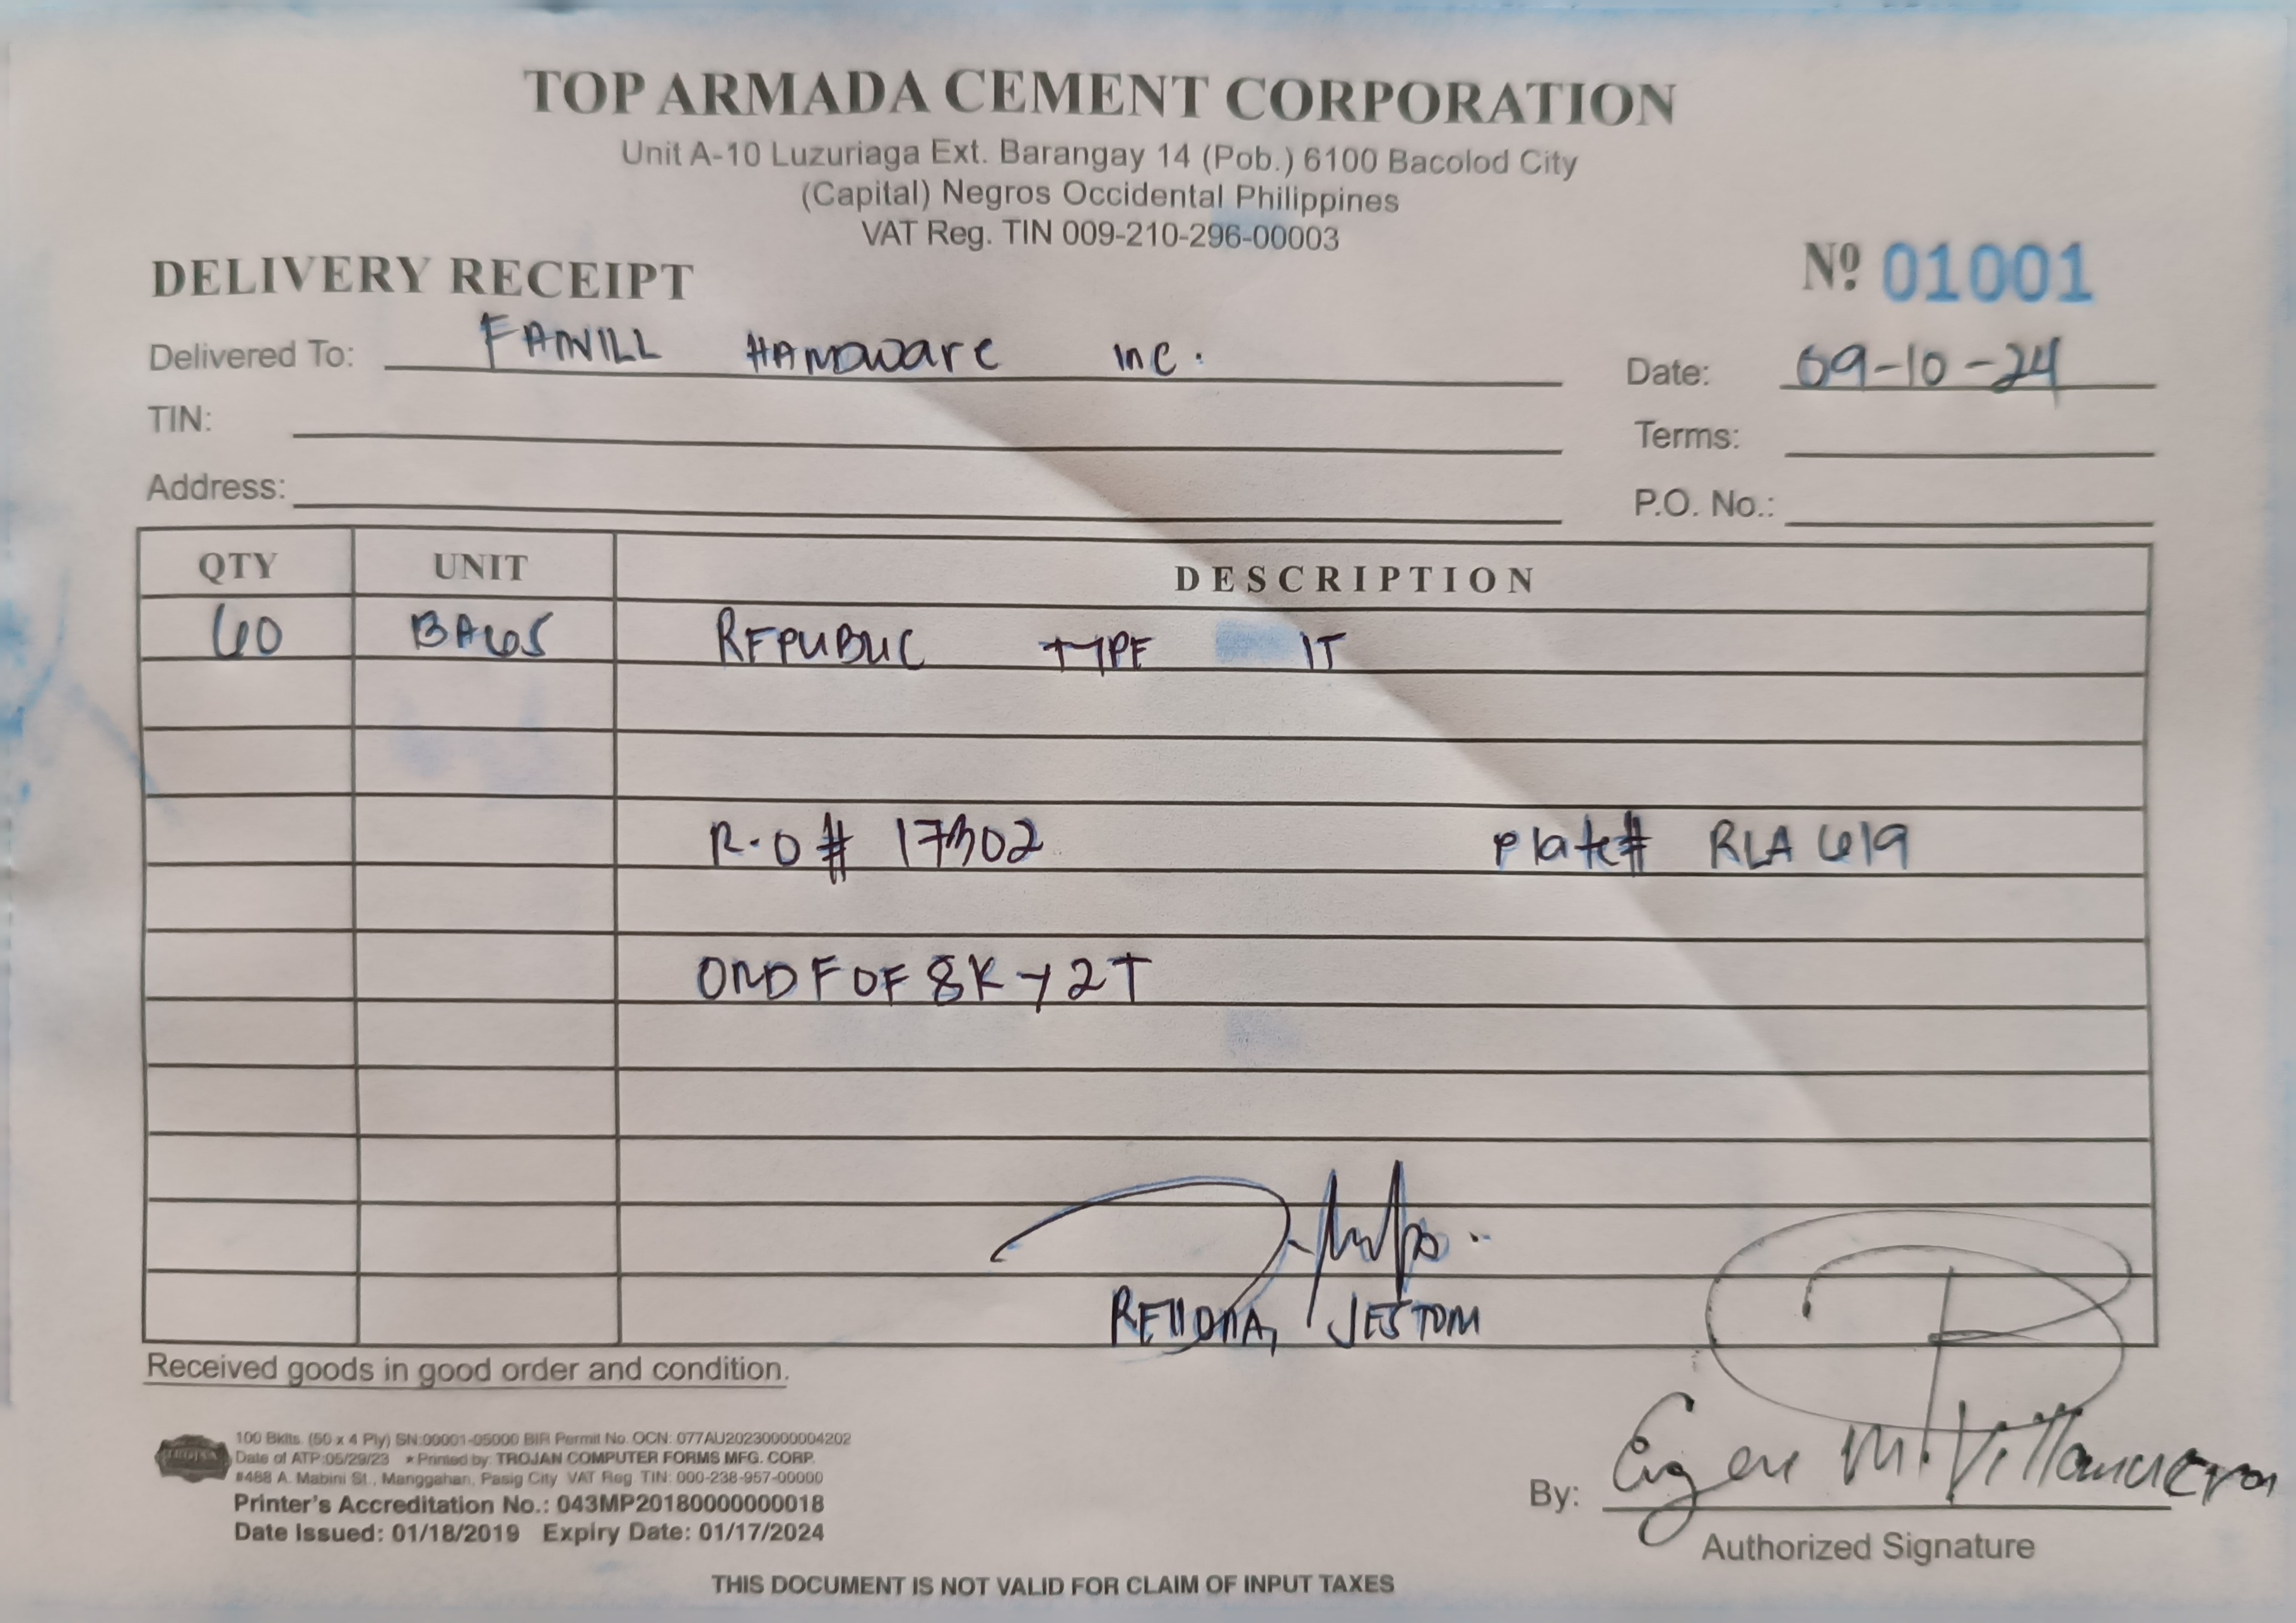 TOP ARMADA CEMENT CORPORATION
Unit A-10 Luzuriaga Ext. Barangay 14 (Pob.) 6100 Bacolod City
(Capital) Negros Occidental Philippines
VAT Reg. TIN 009-210-296-00003
DELIVERY RECEIPT
Nº 01001
Delivered To: HARDWARE INC.
Date: 09-10-24
TIN:
Terms:
Address:
P.O. No.:
QTY UNIT DESCRIPTION
60 BAGS REPUBLIC TYPE 1T
R.O# 17302 Plate# RLA 619
ONDFOF8K72T
JESTONI
Received goods in good order and condition.
100 Bklts. (50 x 4 Ply) SN:00001-05000 BIR Permit No. OCN: 077AU20230000004202
Date of ATP:05/29/23 * Printed by: TROJAN COMPUTER FORMS MFG. CORP.
#488 A. Mabini St., Manggahan, Pasig City VAT Reg. TIN: 000-238-957-00000
Printer's Accreditation No.: 043MP20180000000018
Date Issued: 01/18/2019 Expiry Date: 01/17/2024
By: Eugene M. Villanueva
Authorized Signature
THIS DOCUMENT IS NOT VALID FOR CLAIM OF INPUT TAXES